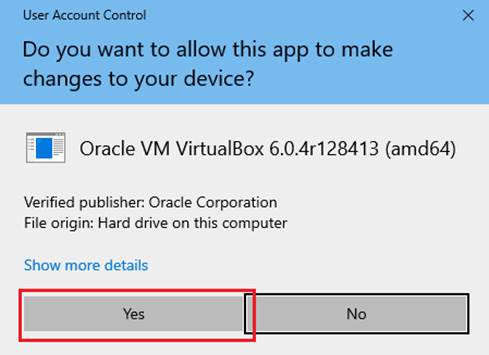 User Account Control
Do you want to allow this app to make
changes to your device?
Oracle VM VirtualBox 6.0.4r128413 (amd64)
Verified publisher: Oracle Corporation
File origin: Hard drive on this computer
Show more details
Yes
No